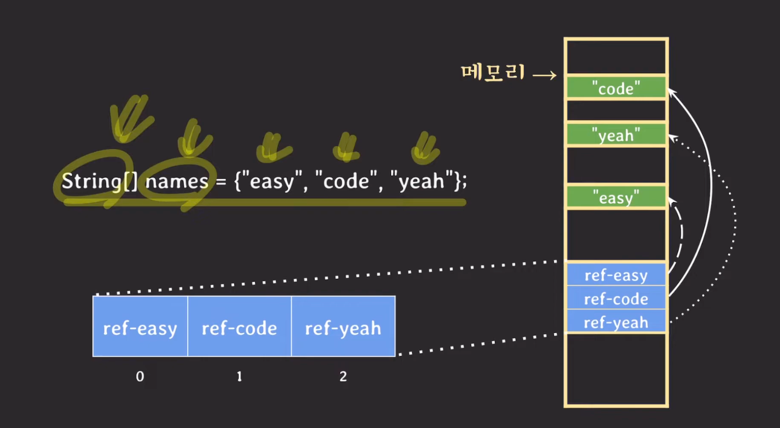 메모리 →
"code"
"yeah"
String[] names = {"easy", "code", "yeah"};
"easy"
ref-easy
ref-code
ref-yeah
ref-easy ref-code ref-yeah
0 1 2